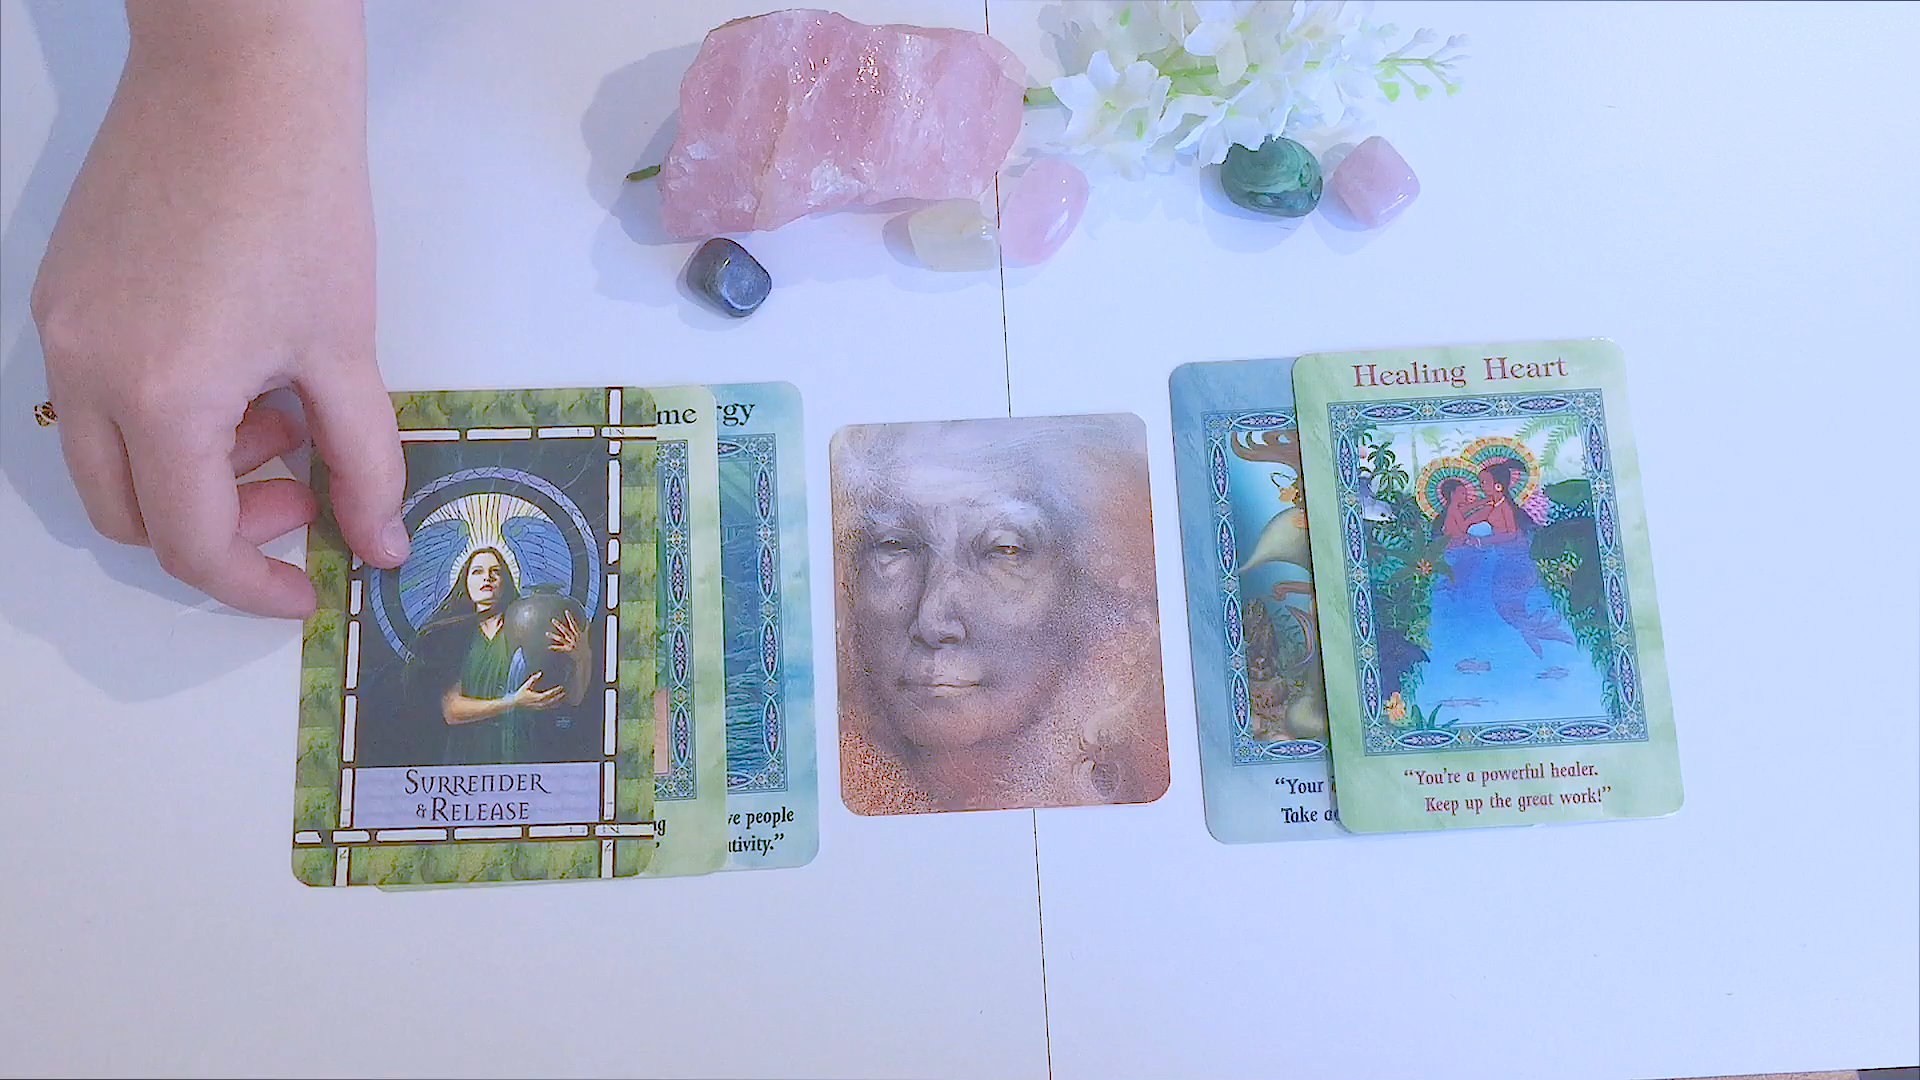 me
rgy
SURRENDER
& RELEASE
ve people
tivity.”
Healing Heart
“Your
Take
“You’re a powerful healer.
Keep up the great work!”